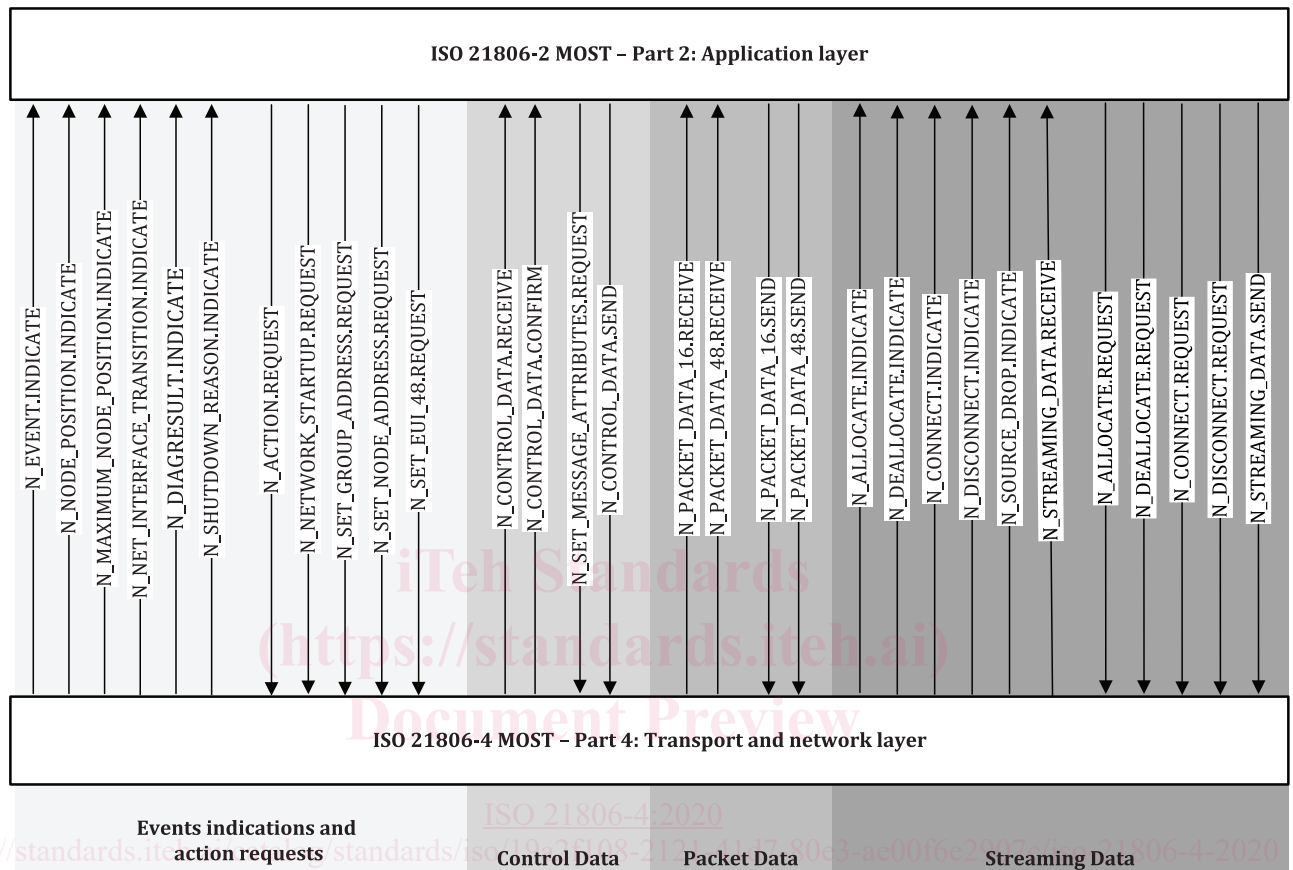 ISO 21806-2 MOST – Part 2: Application layer
N_EVENT.INDICATE
N_NODE_POSITION.INDICATE
N_MAXIMUM_NODE_POSITION.INDICATE
N_NET_INTERFACE_TRANSITION.INDICATE
N_DIAGRESULT.INDICATE
N_SHUTDOWN_REASON.INDICATE
N_ACTION.REQUEST
N_NETWORK_STARTUP.REQUEST
N_SET_GROUP_ADDRESS.REQUEST
N_SET_NODE_ADDRESS.REQUEST
N_SET_EUI_48.REQUEST
N_CONTROL_DATA.RECEIVE
N_CONTROL_DATA.CONFIRM
N_SET_MESSAGE_ATTRIBUTES.REQUEST
N_CONTROL_DATA.SEND
N_PACKET_DATA_16.RECEIVE
N_PACKET_DATA_48.RECEIVE
N_PACKET_DATA_16.SEND
N_PACKET_DATA_48.SEND
N_ALLOCATE.INDICATE
N_DEALLOCATE.INDICATE
N_CONNECT.INDICATE
N_DISCONNECT.INDICATE
N_SOURCE_DROP.INDICATE
N_STREAMING_DATA.RECEIVE
N_ALLOCATE.REQUEST
N_DEALLOCATE.REQUEST
N_CONNECT.REQUEST
N_DISCONNECT.REQUEST
N_STREAMING_DATA.SEND
iTeh Standards
(https://standards.iteh.ai)
Document Preview
ISO 21806-4 MOST – Part 4: Transport and network layer
ISO 21806-4:2020
Events indications and
action requests
Control Data
Packet Data
Streaming Data